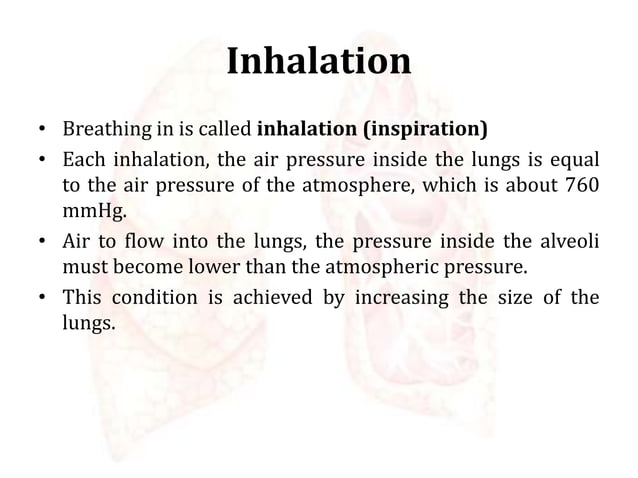 Inhalation
• Breathing in is called inhalation (inspiration)
• Each inhalation, the air pressure inside the lungs is equal
to the air pressure of the atmosphere, which is about 760
mmHg.
• Air to flow into the lungs, the pressure inside the alveoli
must become lower than the atmospheric pressure.
• This condition is achieved by increasing the size of the
lungs.